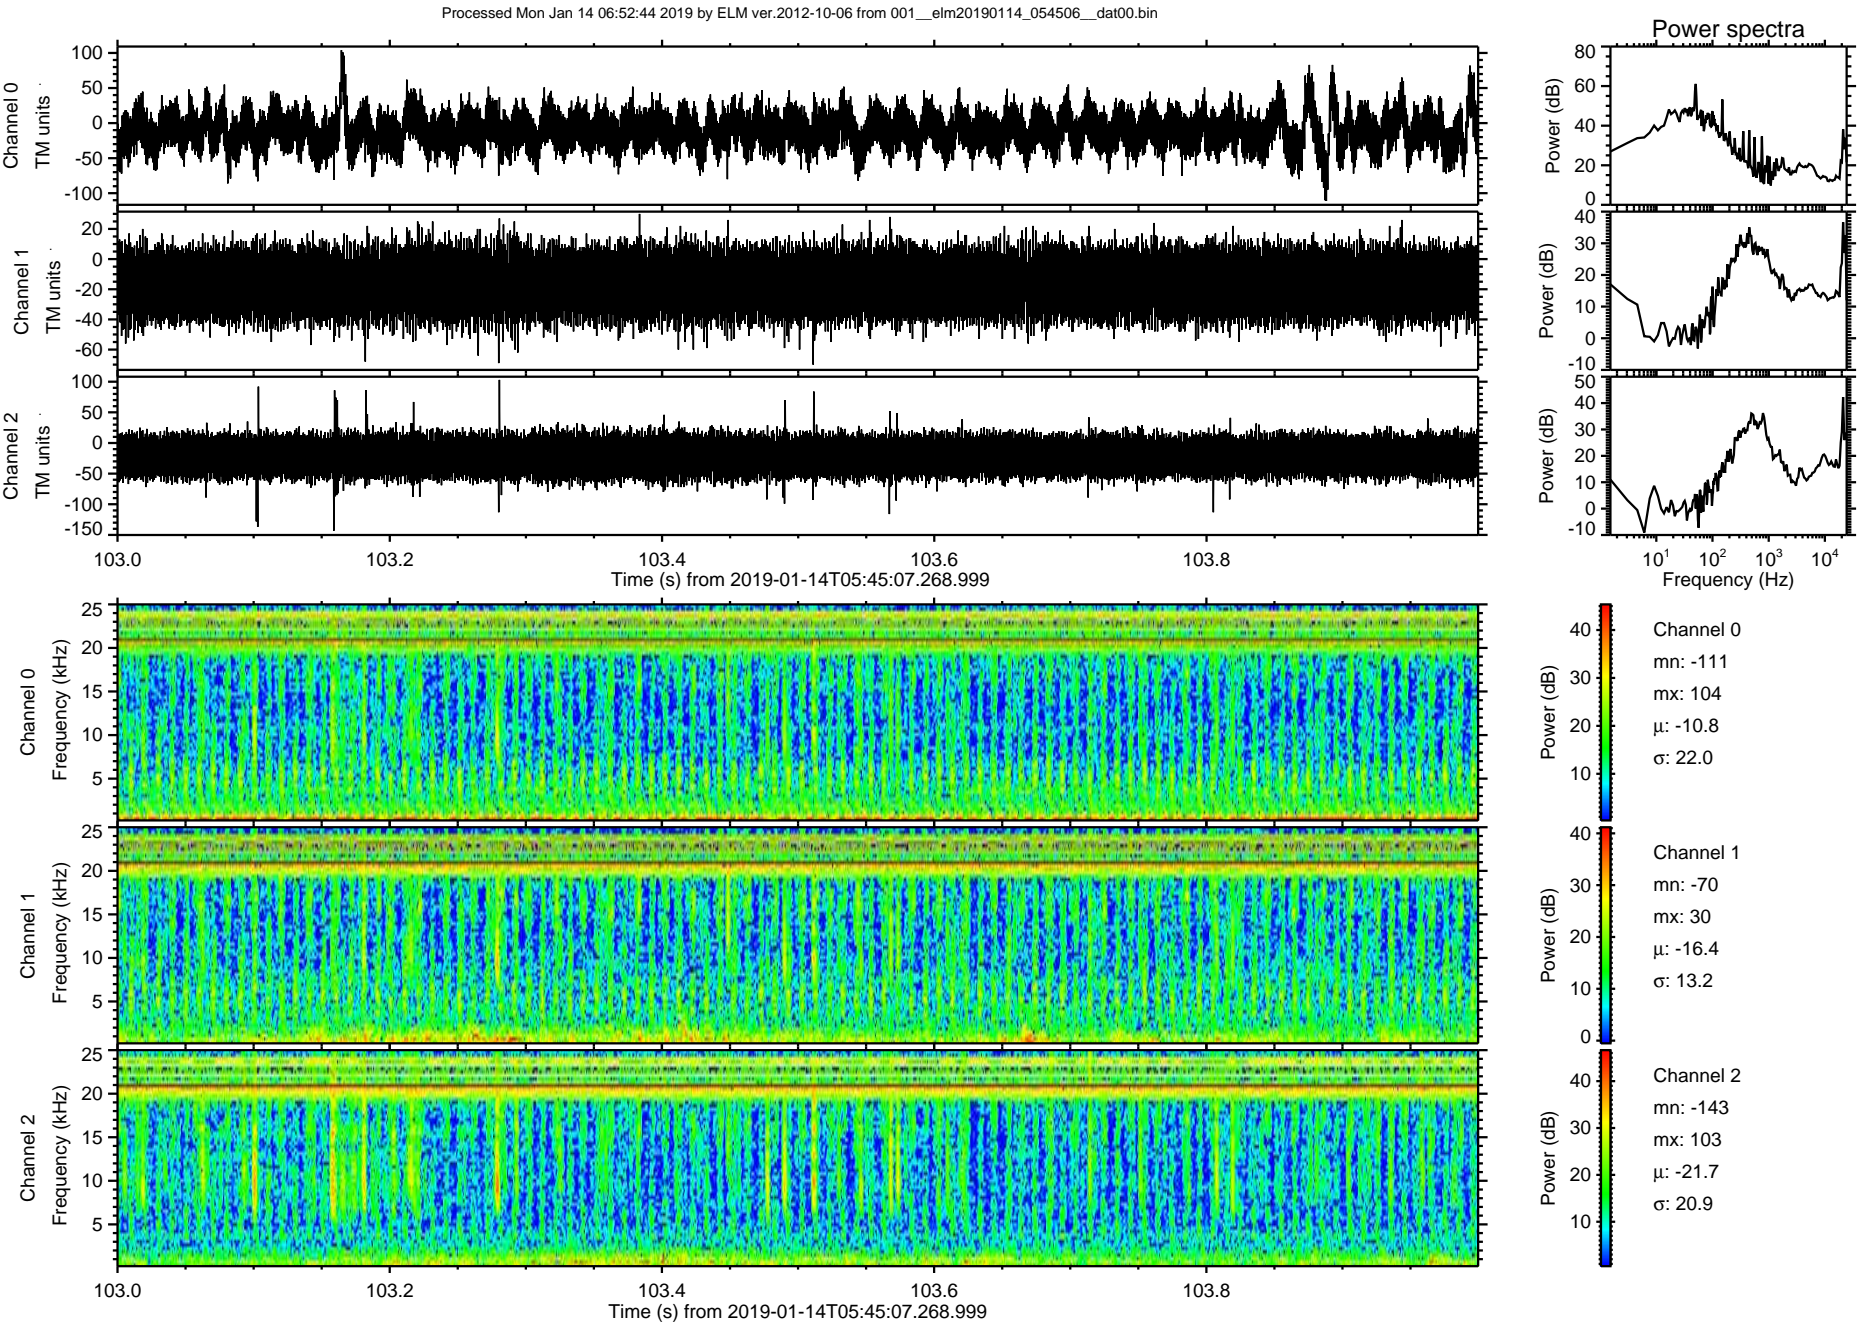 Processed Mon Jan 14 06:52:44 2019 by ELM ver.2012-10-06 from 001__elm20190114_054506__dat00.bin
Power spectra
Channel 0
TM units
100
50
0
-50
-100
Power (dB)
80
60
40
20
0
Channel 1
TM units
20
0
-20
-40
-60
Power (dB)
40
30
20
10
0
-10
Channel 2
TM units
100
50
0
-50
-100
-150
Power (dB)
50
40
30
20
10
0
-10
103.0 103.2 103.4 103.6 103.8
Time (s) from 2019-01-14T05:45:07.268.999
10^1 10^2 10^3 10^4
Frequency (Hz)
Channel 0
Frequency (kHz)
25
20
15
10
5
Power (dB)
40
30
20
10
Channel 0
mn: -111
mx: 104
µ: -10.8
σ: 22.0
Channel 1
Frequency (kHz)
25
20
15
10
5
Power (dB)
40
30
20
10
0
Channel 1
mn: -70
mx: 30
µ: -16.4
σ: 13.2
Channel 2
Frequency (kHz)
25
20
15
10
5
Power (dB)
40
30
20
10
Channel 2
mn: -143
mx: 103
µ: -21.7
σ: 20.9
103.0 103.2 103.4 103.6 103.8
Time (s) from 2019-01-14T05:45:07.268.999